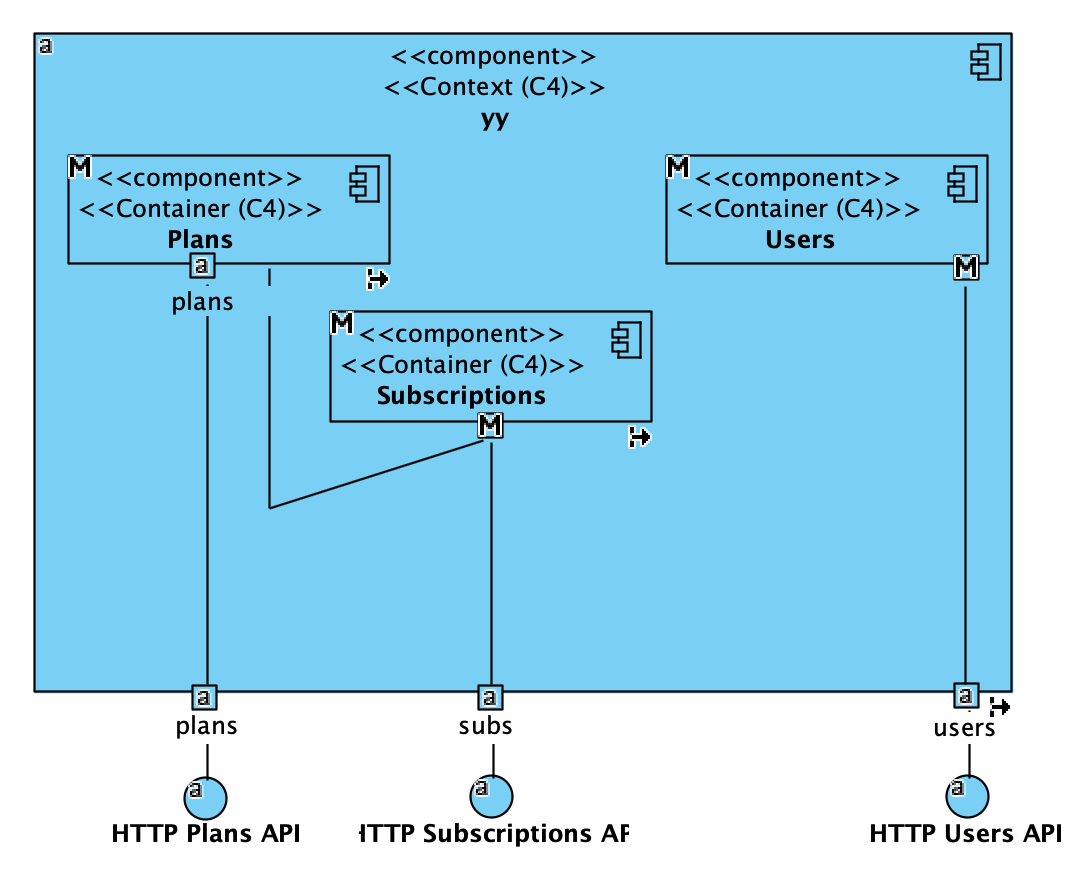 a
<<component>>
<<Context (C4)>>
yy
M
<<component>>
<<Container (C4)>>
Plans
a
plans
M
<<component>>
<<Container (C4)>>
Users
M
M
<<component>>
<<Container (C4)>>
Subscriptions
M
a
plans
a
subs
a
users
a
HTTP Plans API
a
HTTP Subscriptions AP
a
HTTP Users API